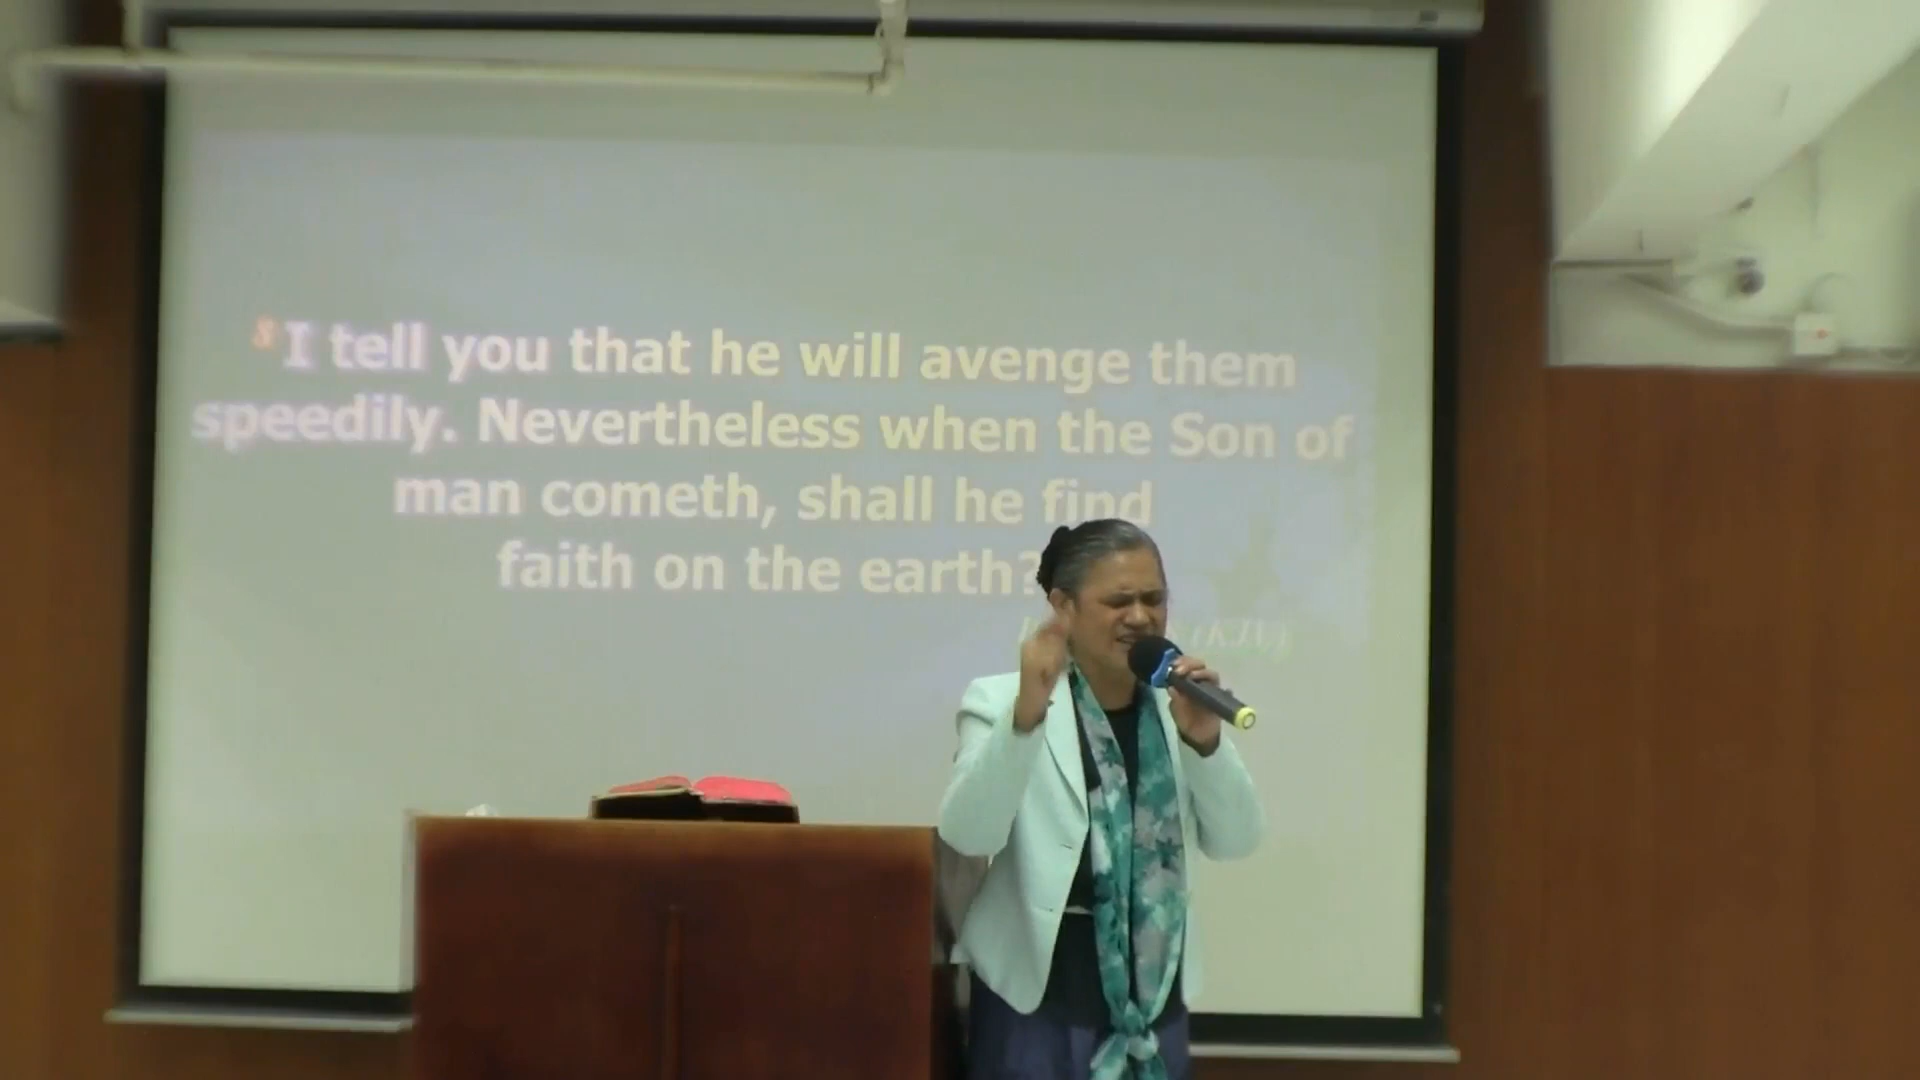 8 I tell you that he will avenge them
speedily. Nevertheless when the Son of
man cometh, shall he find
faith on the earth?
(KJV)